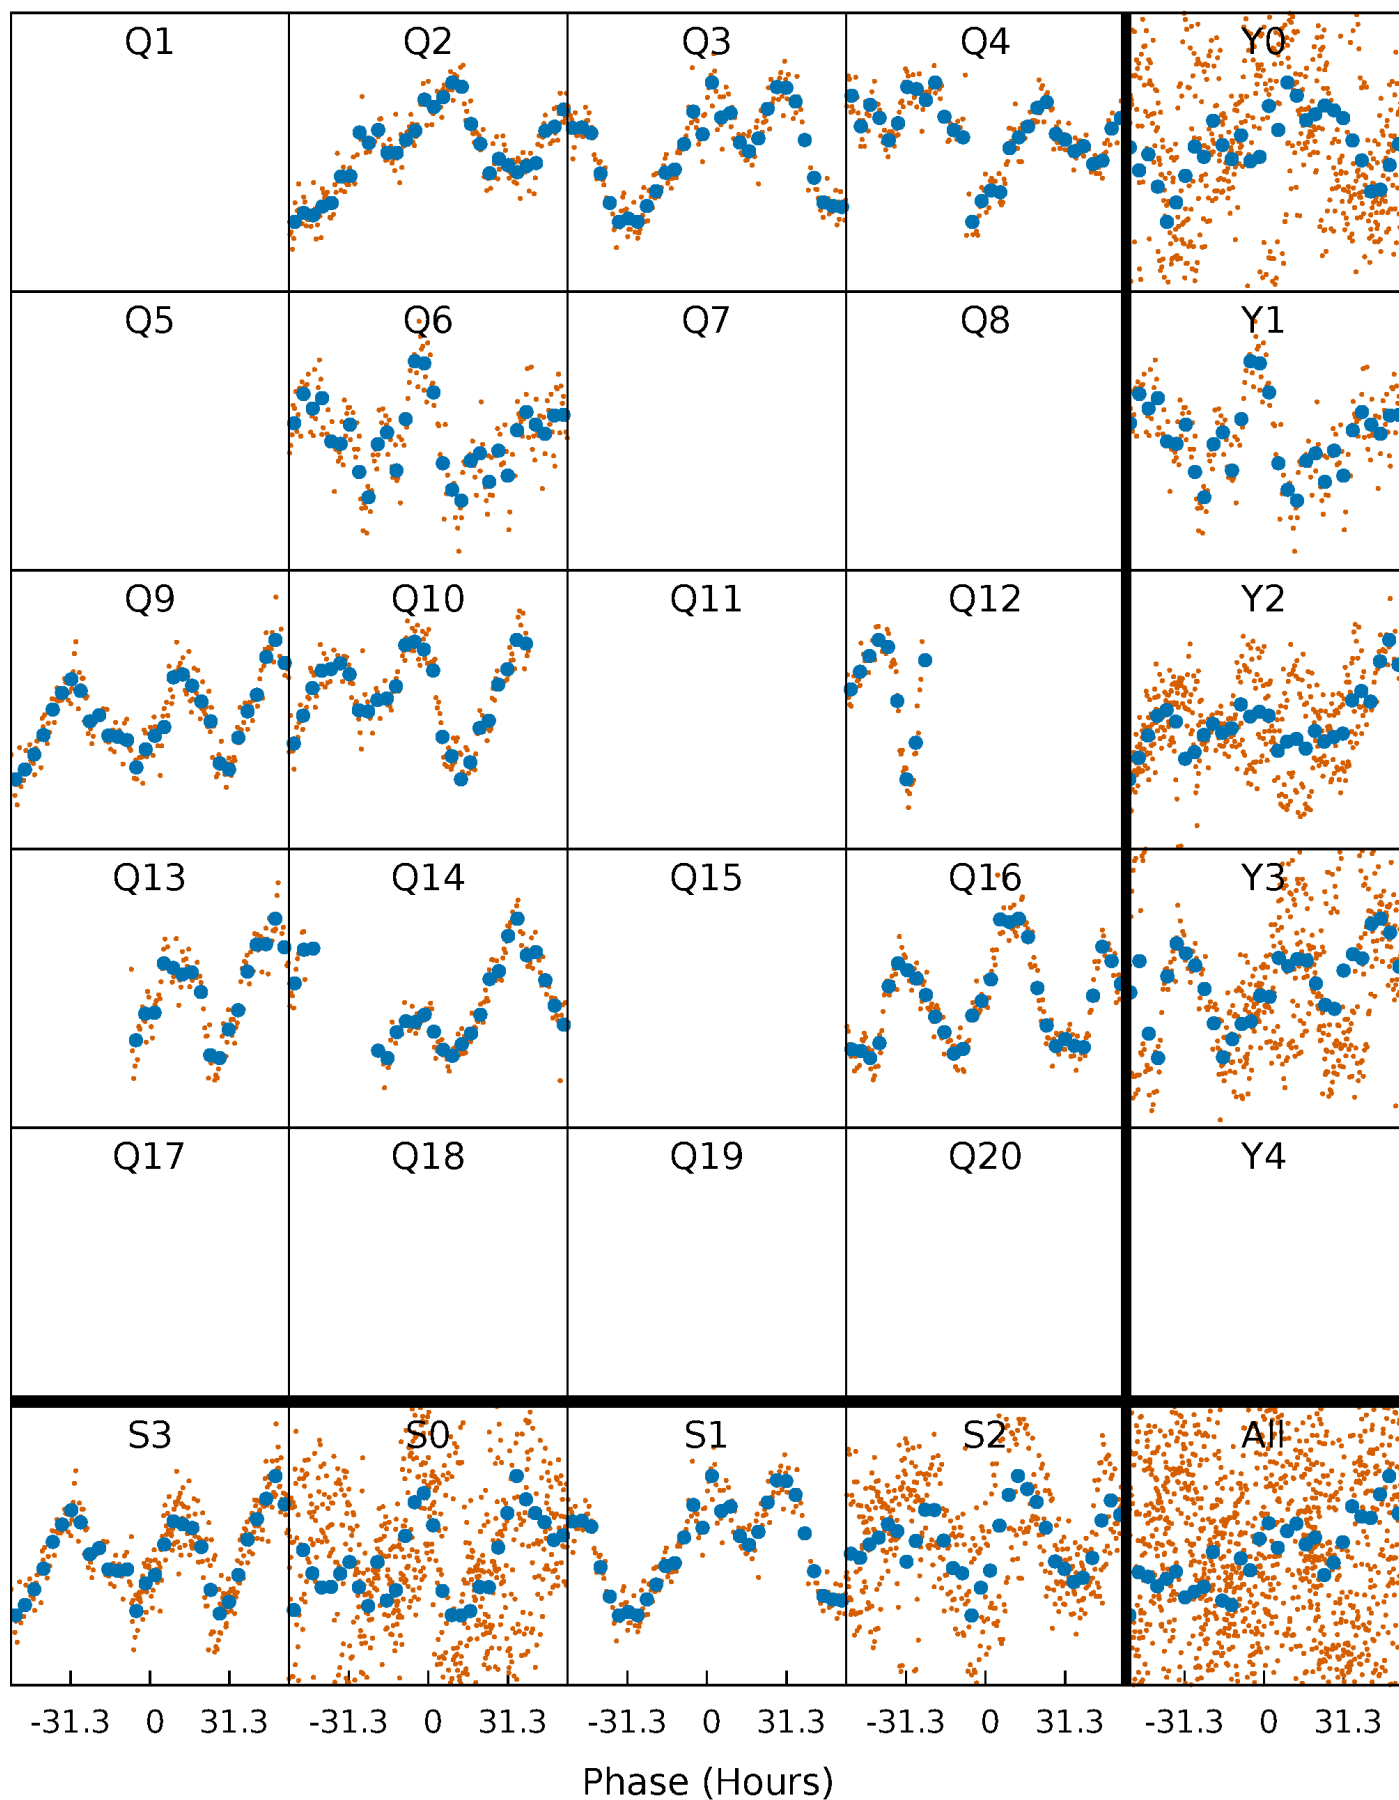 Q1 Q2 Q3 Q4 Y0
Q5 Q6 Q7 Q8 Y1
Q9 Q10 Q11 Q12 Y2
Q13 Q14 Q15 Q16 Y3
Q17 Q18 Q19 Q20 Y4
S3 S0 S1 S2 All
-31.3 0 31.3 -31.3 0 31.3 -31.3 0 31.3 -31.3 0 31.3 -31.3 0 31.3
Phase (Hours)